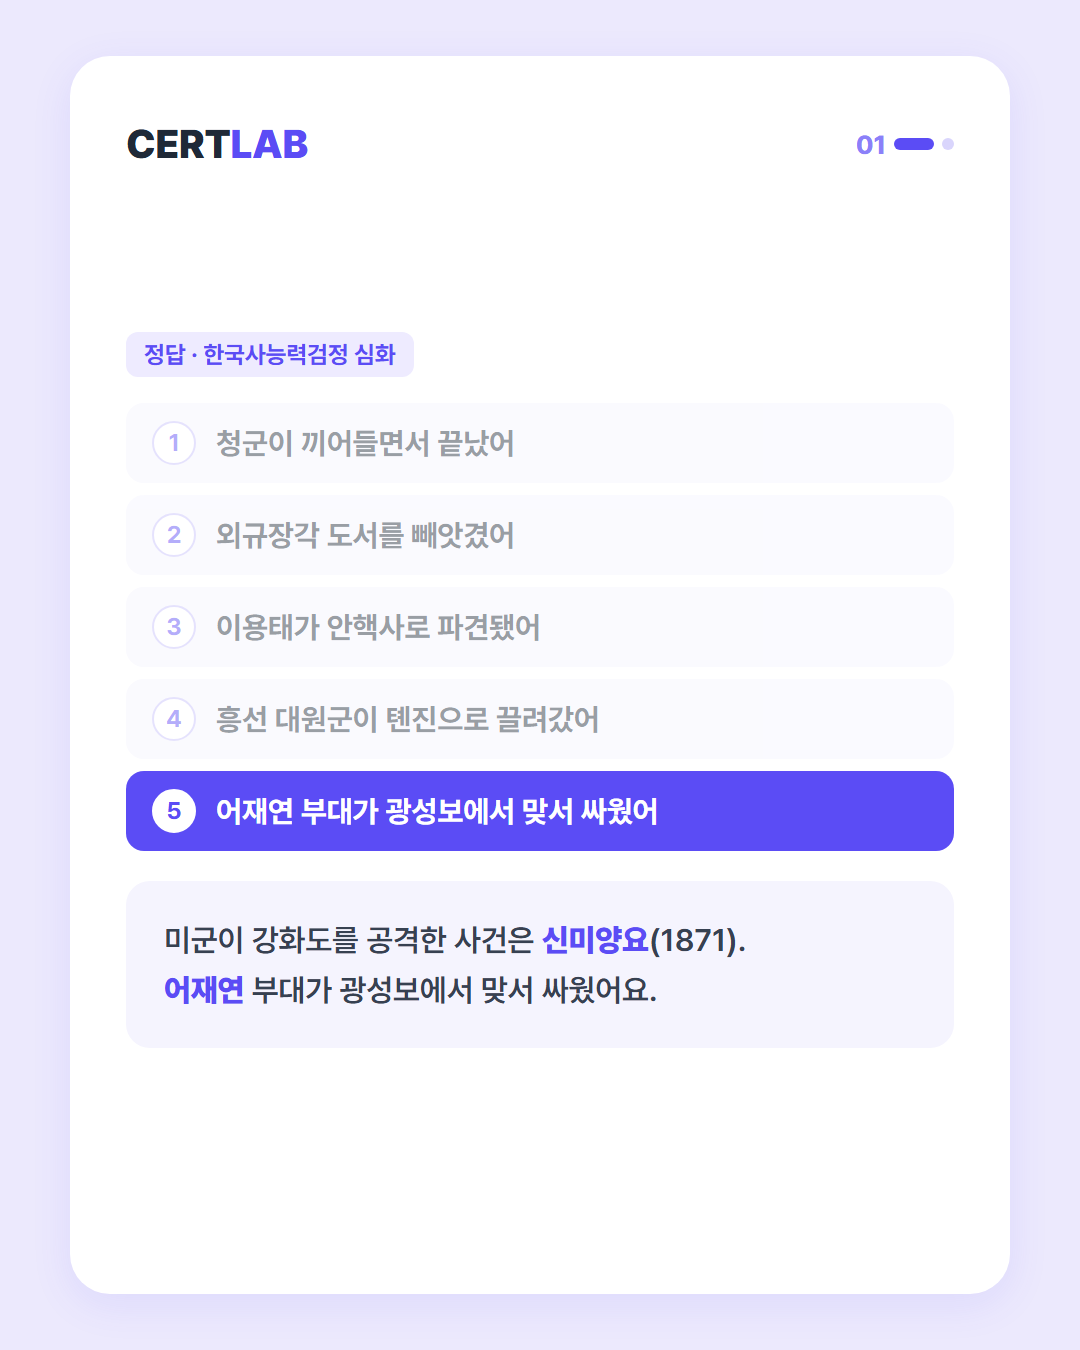 CERTLAB
01
정답 · 한국사능력검정 심화
1 청군이 끼어들면서 끝났어
2 외규장각 도서를 빼앗겼어
3 이용태가 안핵사로 파견됐어
4 흥선 대원군이 톈진으로 끌려갔어
5 어재연 부대가 광성보에서 맞서 싸웠어
미군이 강화도를 공격한 사건은 신미양요(1871).
어재연 부대가 광성보에서 맞서 싸웠어요.